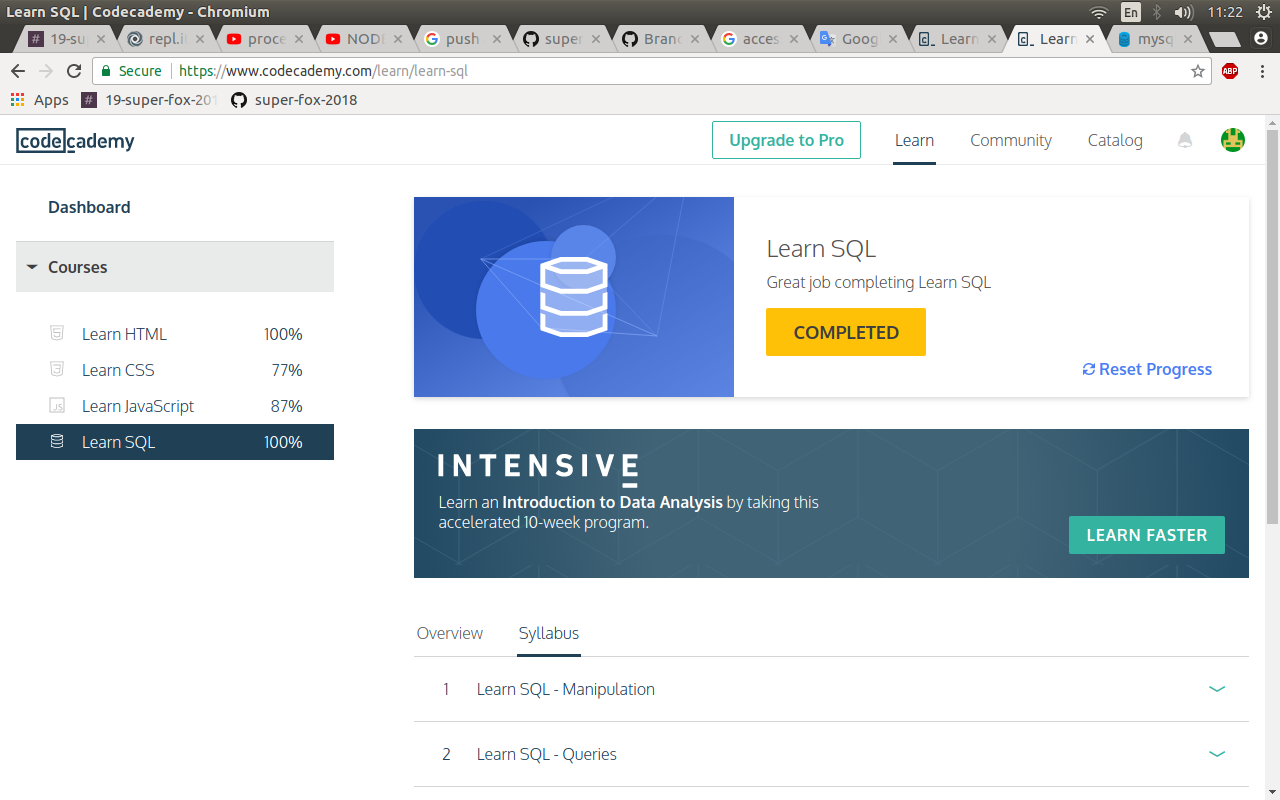 Learn SQL | Codecademy - Chromium
En
11:22
19-su
repl.i
proce
NOD
push
super
Branc
acces
Goog
Learn
Learn
mysq
Secure
https://www.codecademy.com/learn/learn-sql
ABP
Apps
19-super-fox-201
super-fox-2018
codecademy
Upgrade to Pro
Learn
Community
Catalog
Dashboard
Courses
Learn HTML 100%
Learn CSS 77%
JS Learn JavaScript 87%
Learn SQL 100%
Learn SQL
Great job completing Learn SQL
COMPLETED
Reset Progress
INTENSIVE
Learn an Introduction to Data Analysis by taking this
accelerated 10-week program.
LEARN FASTER
Overview
Syllabus
1 Learn SQL - Manipulation
2 Learn SQL - Queries